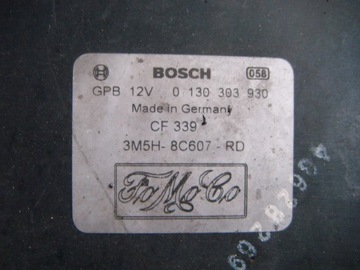 BOSCH 058
GPB 12V 0 130 303 930
Made in Germany
CF 339
3M5H- 8C607 - RD
FoMoCo